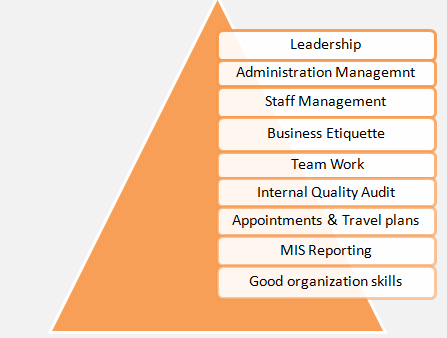 Leadership
Administration Managemnt
Staff Management
Business Etiquette
Team Work
Internal Quality Audit
Appointments & Travel plans
MIS Reporting
Good organization skills